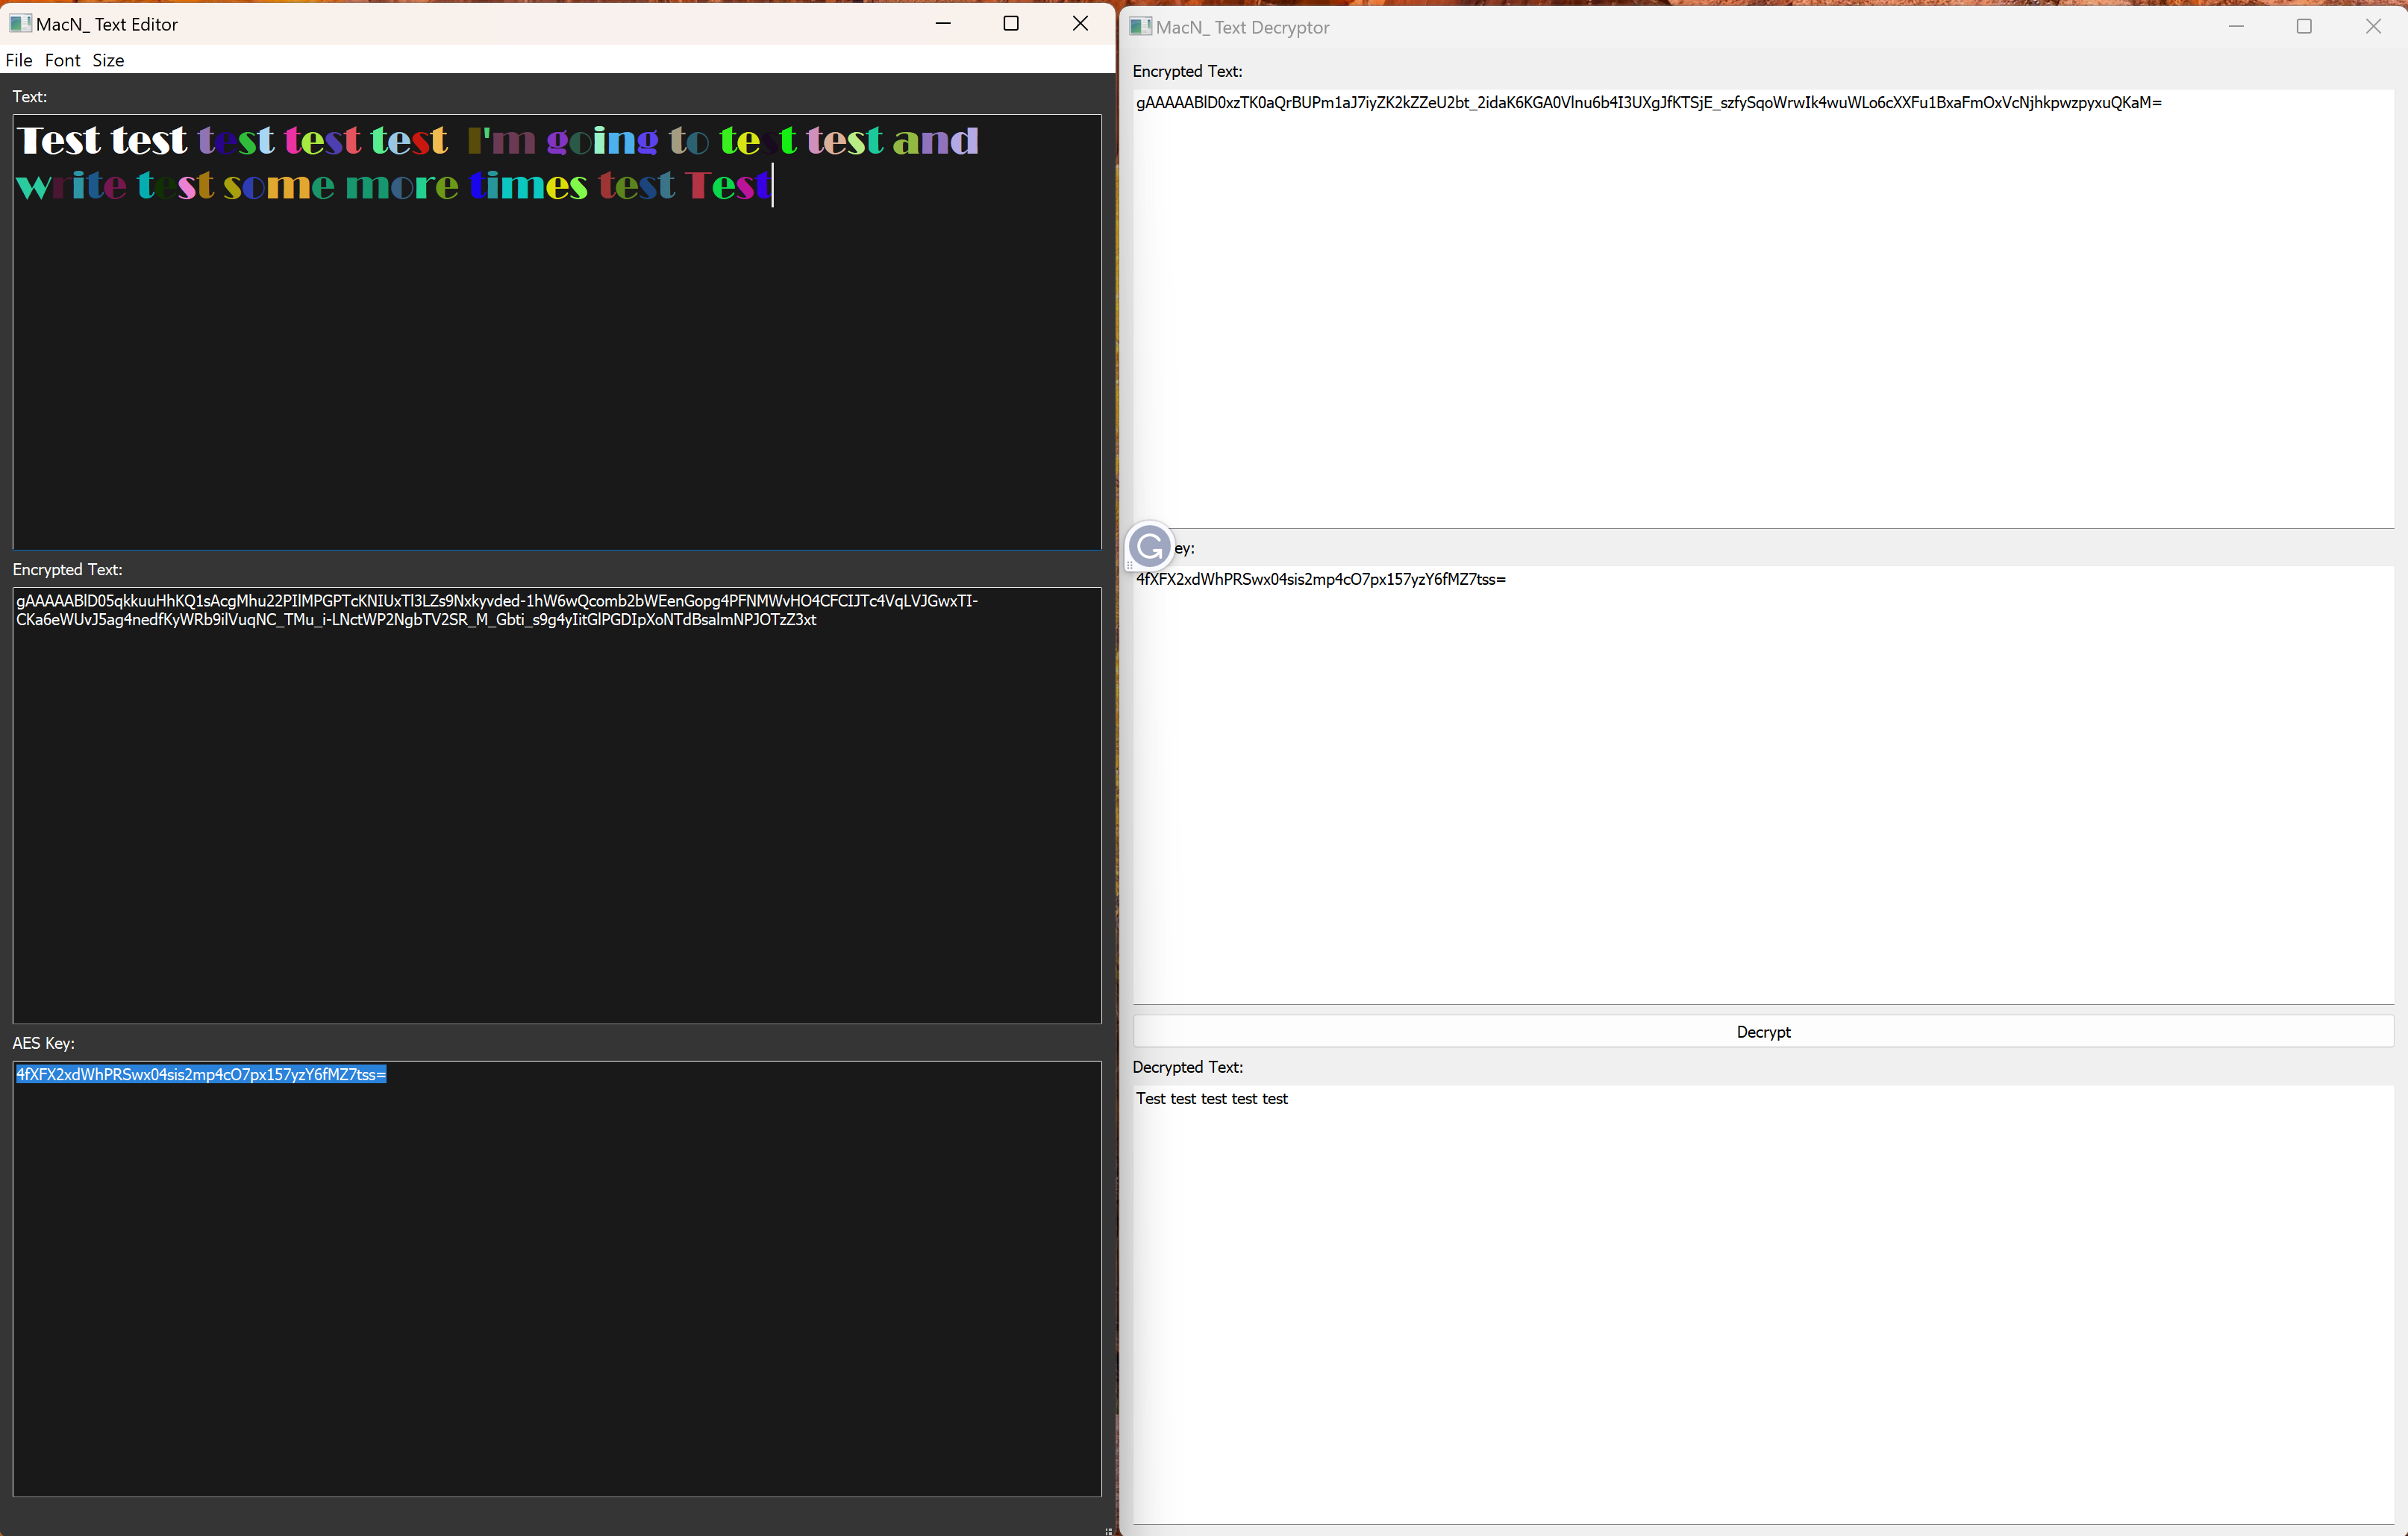 MacN_ Text Editor
File Font Size
Text:
Test test test test test I'm going to test test and
write test some more times test Test
Encrypted Text:
gAAAAABlD05qkkuuHhKQ1sAcgMhu22PIlMPGPTcKNIUxTl3LZs9Nxkyvded-1hW6wQcomb2bWEenGopg4PFNMWvHO4CFCIJTc4VqLVJGwxTI-
CKa6eWUvJ5ag4nedfKyWRb9ilVuqNC_TMu_i-LNctWP2NgbTV2SR_M_Gbti_s9g4yIitGlPGDIpXoNTdBsalmNPJOTzZ3xt
AES Key:
4fXFX2xdWhPRSwx04sis2mp4cO7px157yzY6fMZ7tss=
MacN_ Text Decryptor
Encrypted Text:
gAAAAABlD0xzTK0aQrBUPm1aJ7iyZK2kZZeU2bt_2idaK6KGA0Vlnu6b4I3UXgJfKTSjE_szfySqoWrwIk4wuWLo6cXXFu1BxaFmOxVcNjhkpwzpyxuQKaM=
ey:
4fXFX2xdWhPRSwx04sis2mp4cO7px157yzY6fMZ7tss=
Decrypt
Decrypted Text:
Test test test test test